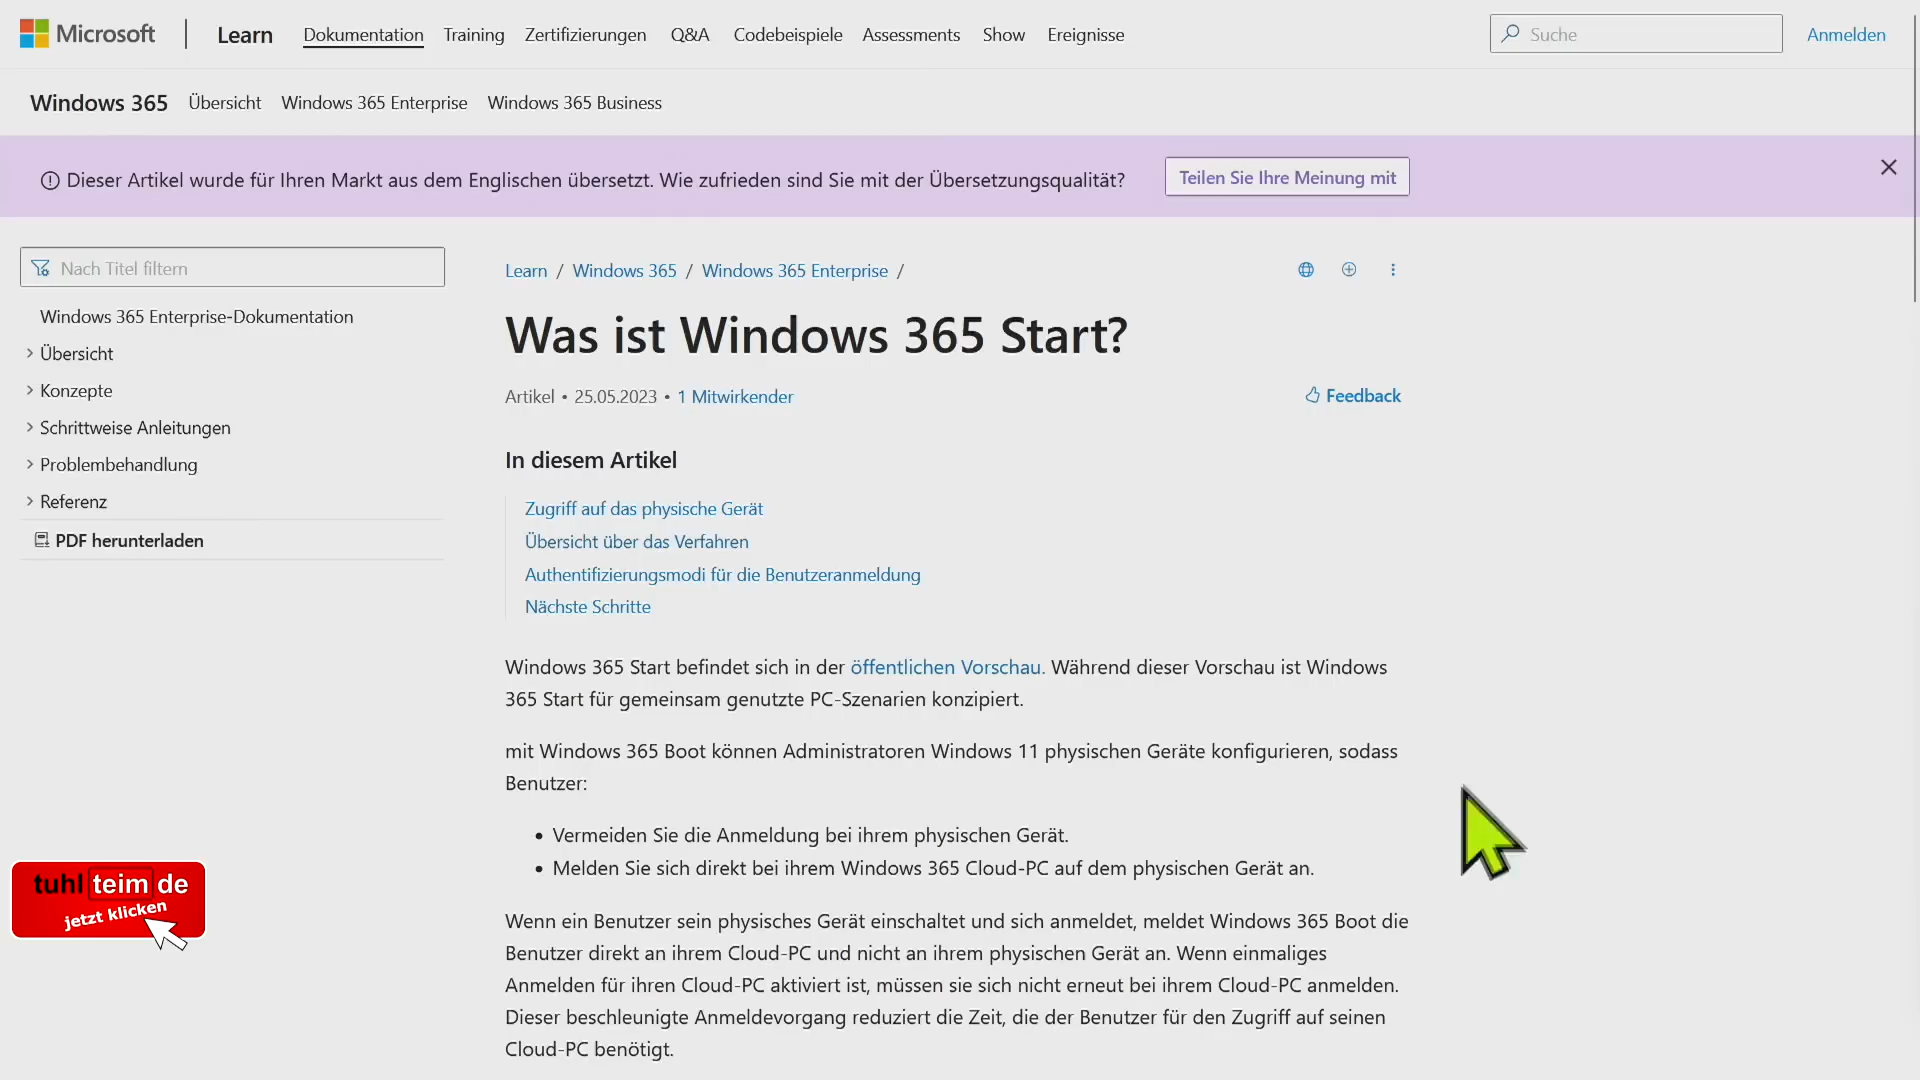 Microsoft
Learn
Dokumentation
Training
Zertifizierungen
Q&A
Codebeispiele
Assessments
Show
Ereignisse
Suche
Anmelden
Windows 365
Übersicht
Windows 365 Enterprise
Windows 365 Business
Dieser Artikel wurde für Ihren Markt aus dem Englischen übersetzt. Wie zufrieden sind Sie mit der Übersetzungsqualität?
Teilen Sie Ihre Meinung mit
Nach Titel filtern
Windows 365 Enterprise-Dokumentation
Übersicht
Konzepte
Schrittweise Anleitungen
Problembehandlung
Referenz
PDF herunterladen
Learn / Windows 365 / Windows 365 Enterprise /
Was ist Windows 365 Start?
Artikel • 25.05.2023 • 1 Mitwirkender
Feedback
In diesem Artikel
Zugriff auf das physische Gerät
Übersicht über das Verfahren
Authentifizierungsmodi für die Benutzeranmeldung
Nächste Schritte
Windows 365 Start befindet sich in der öffentlichen Vorschau. Während dieser Vorschau ist Windows
365 Start für gemeinsam genutzte PC-Szenarien konzipiert.
mit Windows 365 Boot können Administratoren Windows 11 physischen Geräte konfigurieren, sodass
Benutzer:
• Vermeiden Sie die Anmeldung bei ihrem physischen Gerät.
• Melden Sie sich direkt bei ihrem Windows 365 Cloud-PC auf dem physischen Gerät an.
Wenn ein Benutzer sein physisches Gerät einschaltet und sich anmeldet, meldet Windows 365 Boot die
Benutzer direkt an ihrem Cloud-PC und nicht an ihrem physischen Gerät an. Wenn einmaliges
Anmelden für ihren Cloud-PC aktiviert ist, müssen sie sich nicht erneut bei ihrem Cloud-PC anmelden.
Dieser beschleunigte Anmeldevorgang reduziert die Zeit, die der Benutzer für den Zugriff auf seinen
Cloud-PC benötigt.
tuhl teim de
jetzt klicken